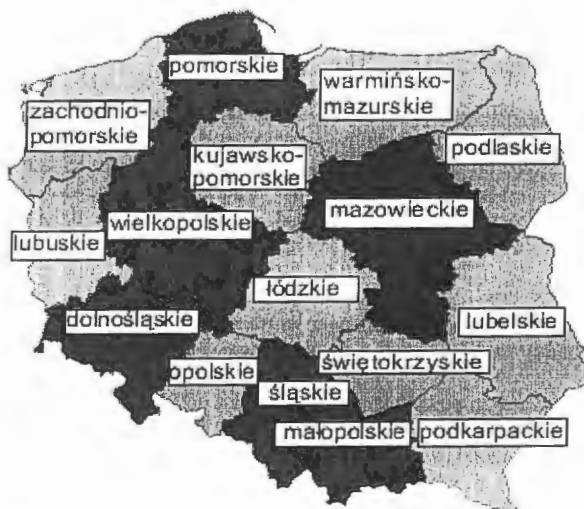 pomorskie
warmińsko-
mazurskie
zachodnio-
pomorskie
podlaskie
kujawsko-
pomorskie
mazowieckie
wielkopolskie
lubuskie
łódzkie
dolnośląskie
lubelskie
świętokrzyskie
opolskie
śląskie
małopolskie
podkarpackie